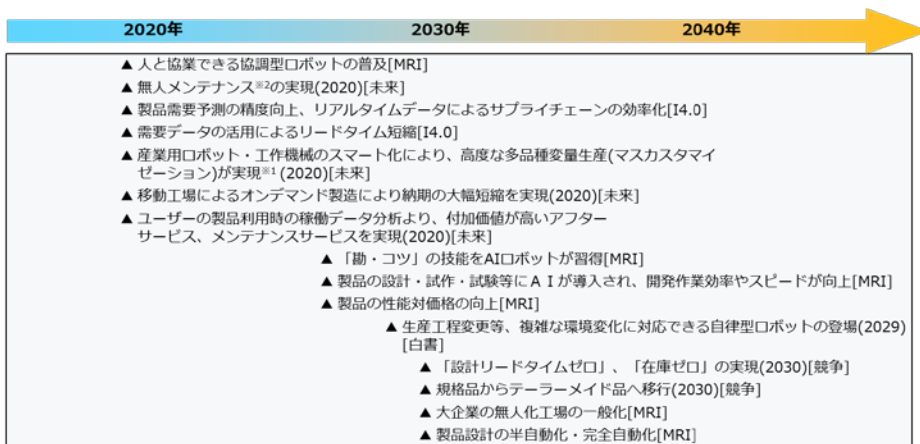 2020年 2030年 2040年
▲ 人と協業できる協調型ロボットの普及[MRI]
▲ 無人メンテナンス※2の実現(2020)[未来]
▲ 製品需要予測の精度向上、リアルタイムデータによるサプライチェーンの効率化[I4.0]
▲ 需要データの活用によるリードタイム短縮[I4.0]
▲ 産業用ロボット・工作機械のスマート化により、高度な多品種変量生産(マスカスタマイ
ゼーション)が実現※1 (2020)[未来]
▲ 移動工場によるオンデマンド製造により納期の大幅短縮を実現(2020)[未来]
▲ ユーザーの製品利用時の稼働データ分析より、付加価値が高いアフター
サービス、メンテナンスサービスを実現(2020)[未来]
▲ 「勘・コツ」の技能をAIロボットが習得[MRI]
▲ 製品の設計・試作・試験等にＡＩが導入され、開発作業効率やスピードが向上[MRI]
▲ 製品の性能対価格の向上[MRI]
▲ 生産工程変更等、複雑な環境変化に対応できる自律型ロボットの登場(2029)
[白書]
▲ 「設計リードタイムゼロ」、「在庫ゼロ」の実現(2030)[競争]
▲ 規格品からテーラーメイド品へ移行(2030)[競争]
▲ 大企業の無人化工場の一般化[MRI]
▲ 製品設計の半自動化・完全自動化[MRI]